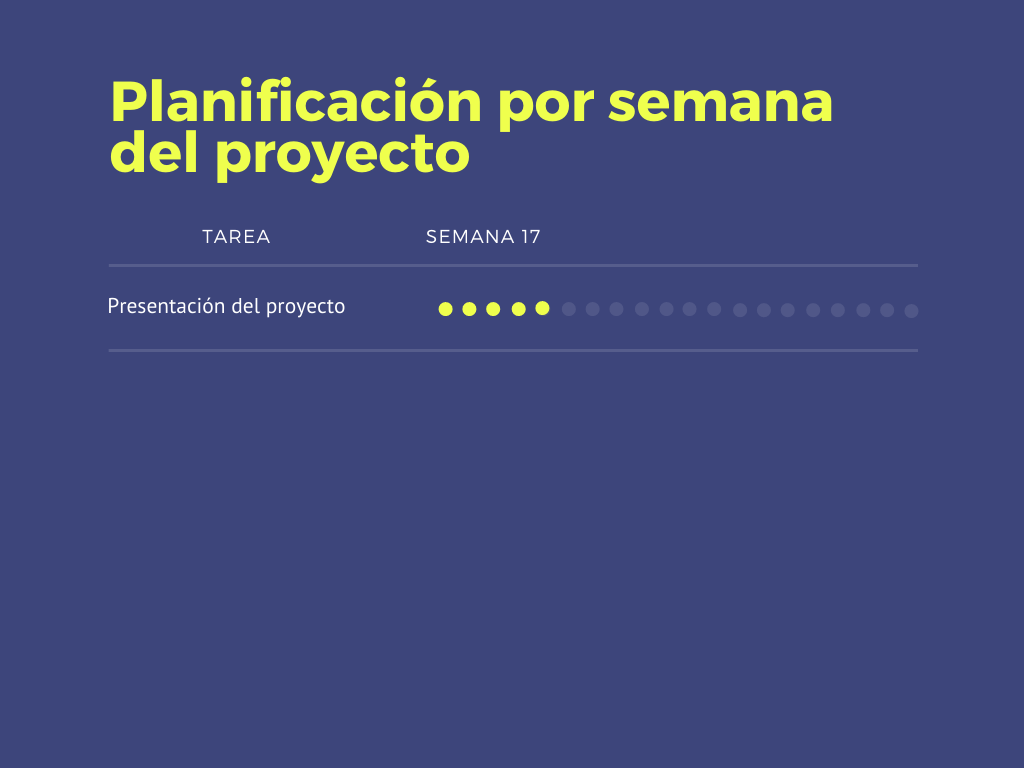 Planificación por semana
del proyecto
TAREA SEMANA 17
Presentación del proyecto